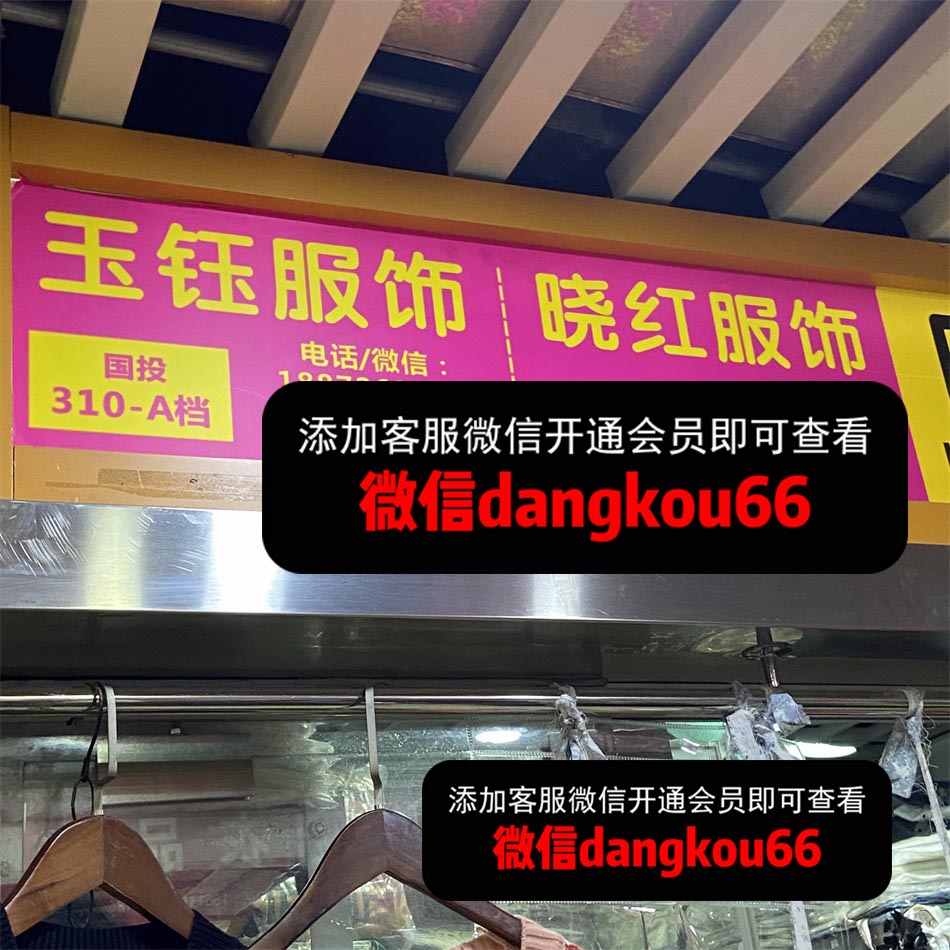 玉钰服饰
晓红服饰
国投
310-A档
电话/微信：
添加客服微信开通会员即可查看
微信dangkou66
添加客服微信开通会员即可查看
微信dangkou66